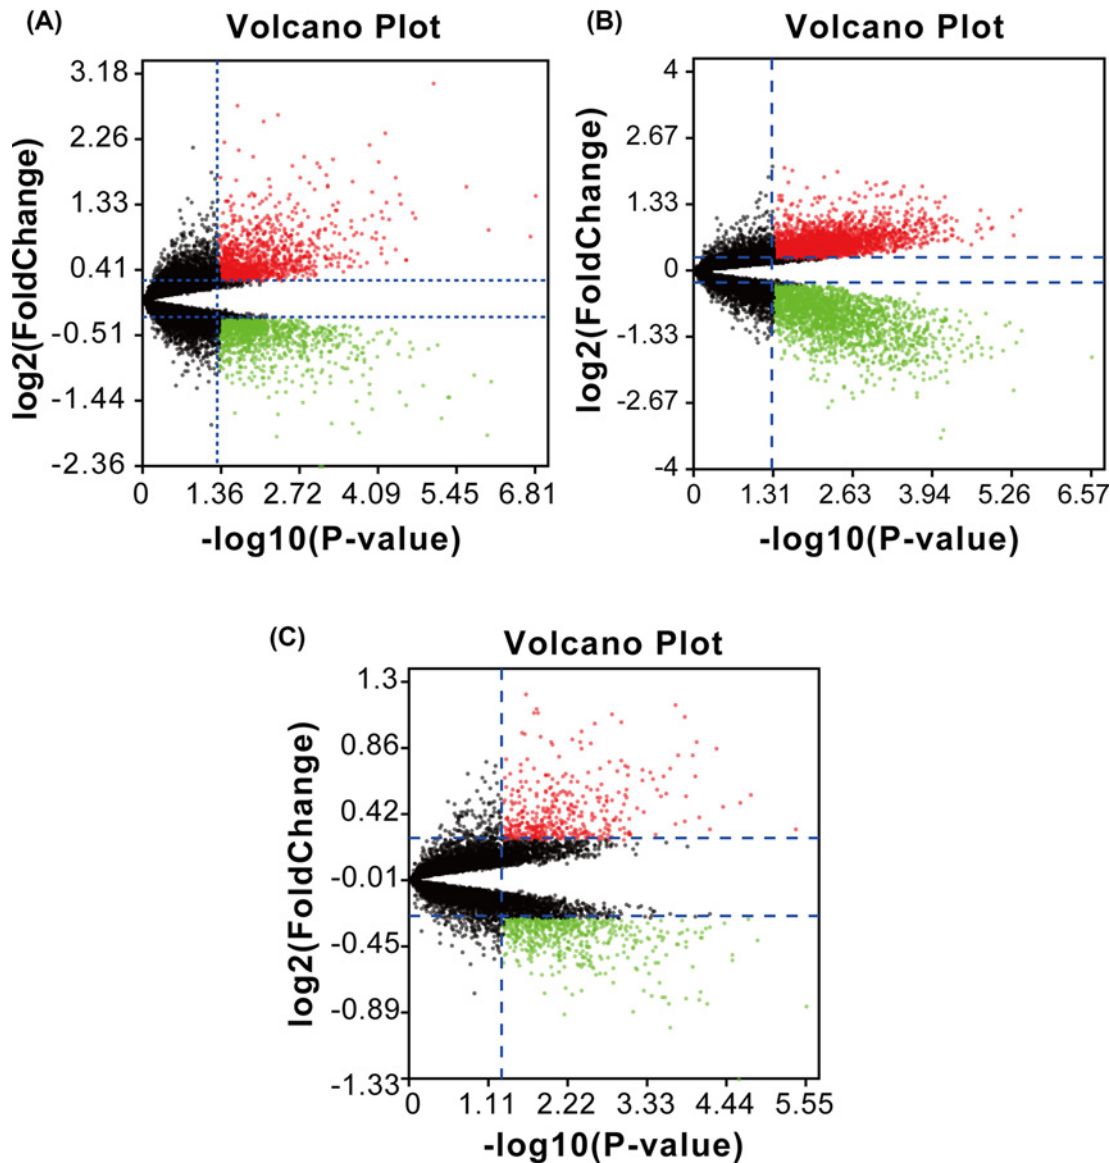 (A)
Volcano Plot
3.18
2.26
1.33
0.41
-0.51
-1.44
-2.36
log2(FoldChange)
0 1.36 2.72 4.09 5.45 6.81
-log10(P-value)
(B)
Volcano Plot
4
2.67
1.33
0
-1.33
-2.67
-4
log2(FoldChange)
0 1.31 2.63 3.94 5.26 6.57
-log10(P-value)
(C)
Volcano Plot
1.3
0.86
0.42
-0.01
-0.45
-0.89
-1.33
log2(FoldChange)
0 1.11 2.22 3.33 4.44 5.55
-log10(P-value)